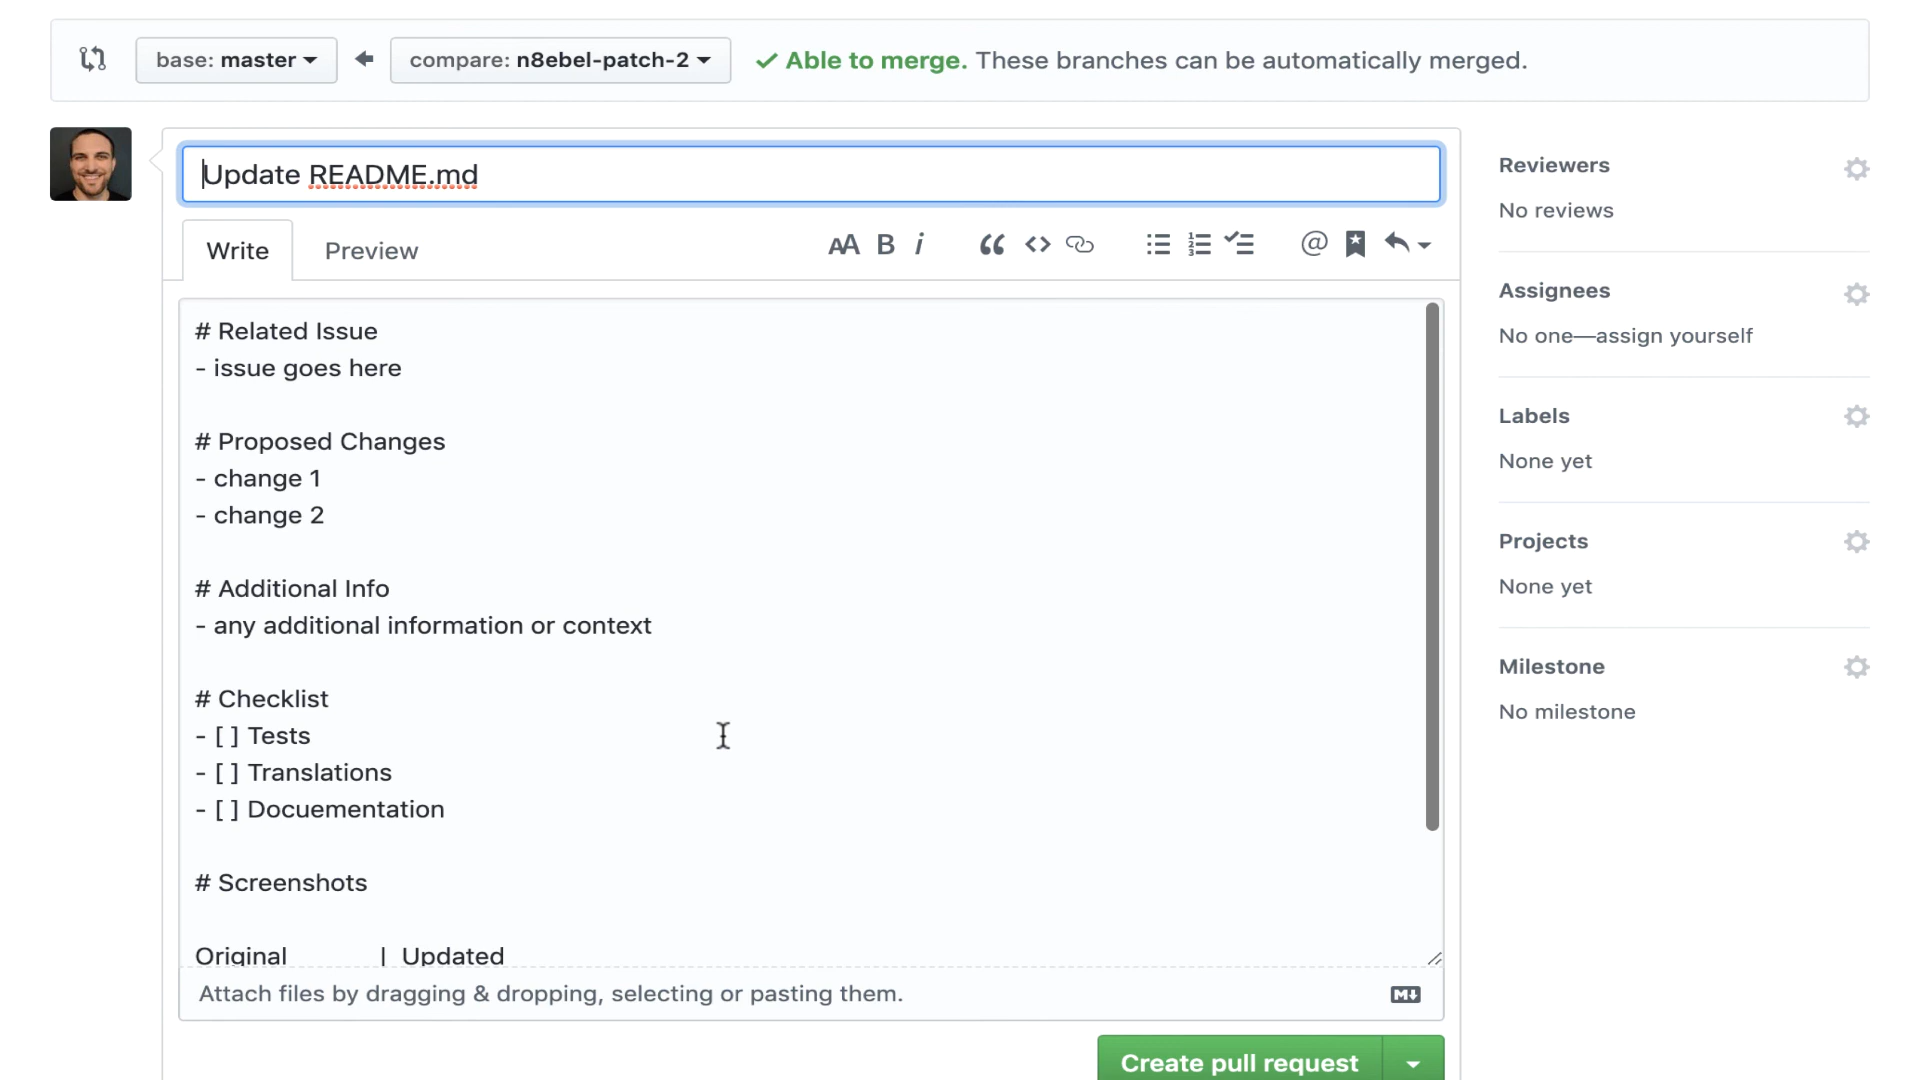 base: master
compare: n8ebel-patch-2
Able to merge. These branches can be automatically merged.
Update README.md
Write
Preview
# Related Issue
- issue goes here
# Proposed Changes
- change 1
- change 2
# Additional Info
- any additional information or context
# Checklist
- [ ] Tests
- [ ] Translations
- [ ] Docuementation
# Screenshots
Original | Updated
Attach files by dragging & dropping, selecting or pasting them.
Create pull request
Reviewers
No reviews
Assignees
No one—assign yourself
Labels
None yet
Projects
None yet
Milestone
No milestone